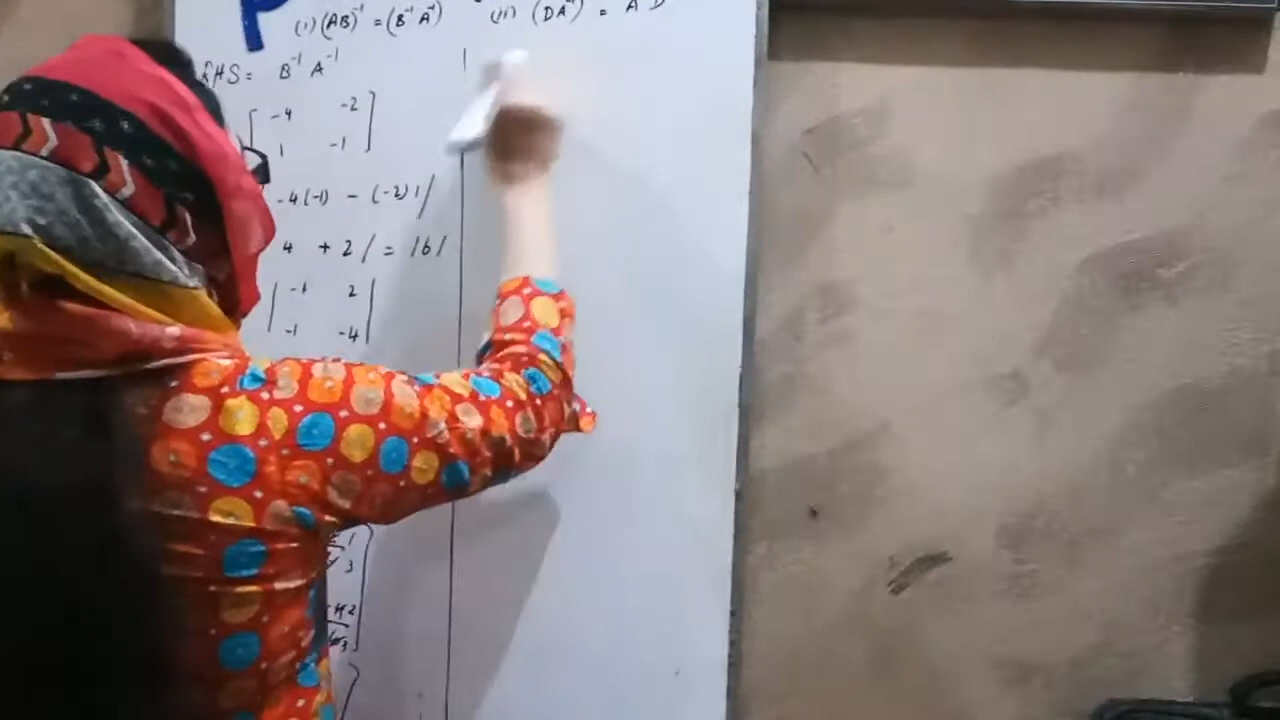 P
(i) (AB)⁻¹ = (B⁻¹ A⁻¹) (ii) (DA⁻¹) = A D
RHS = B⁻¹ A⁻¹
[ -4 -2 ]
1 -1 ]
-4(-1) - (-2) 1 /
4 + 2 / = /6/
| -1 2 |
| -1 -4 |